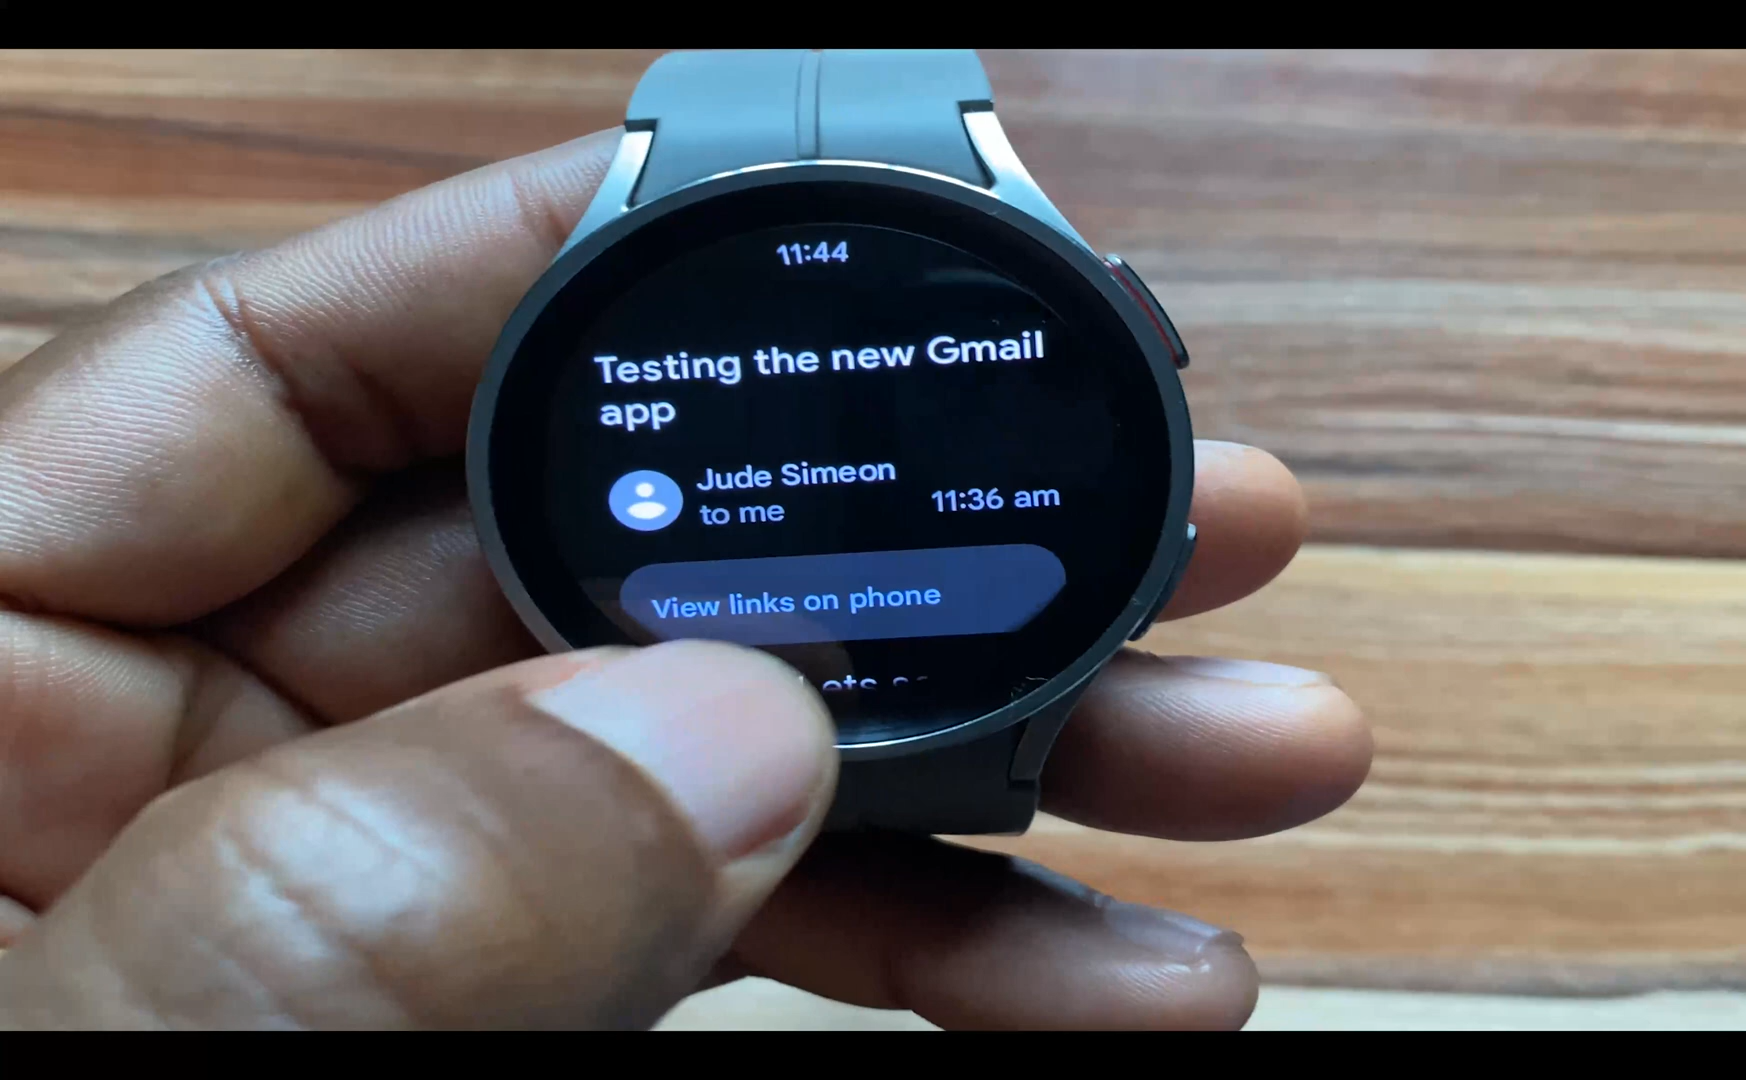 11:44
Testing the new Gmail
app
Jude Simeon
to me
11:36 am
View links on phone